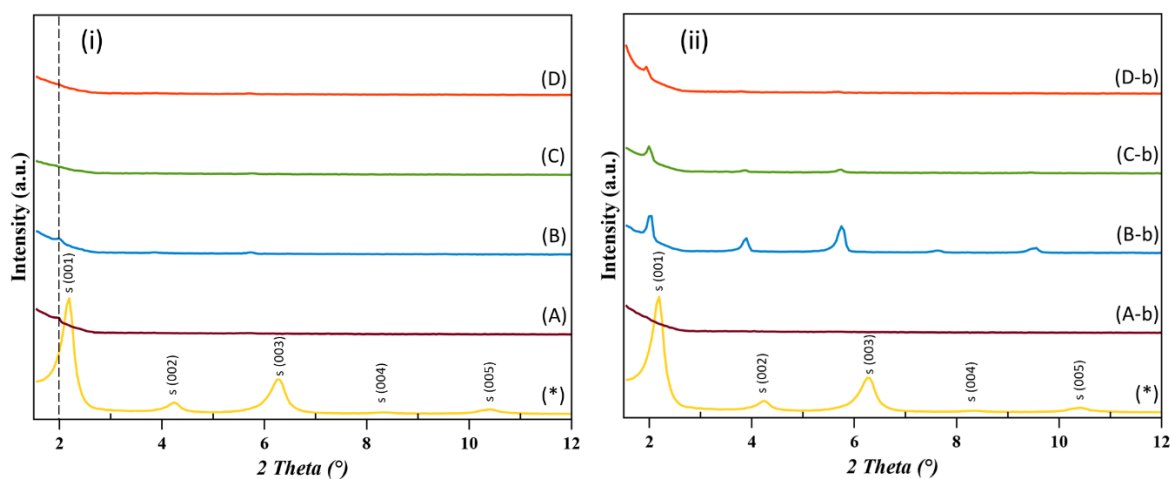 (i)
(D)
(C)
(B)
(A)
(*)
s (001)
s (002)
s (003)
s (004)
s (005)
Intensity (a.u.)
2 4 6 8 10 12
2 Theta (°)
(ii)
(D-b)
(C-b)
(B-b)
(A-b)
(*)
s (001)
s (002)
s (003)
s (004)
s (005)
Intensity (a.u.)
2 4 6 8 10 12
2 Theta (°)